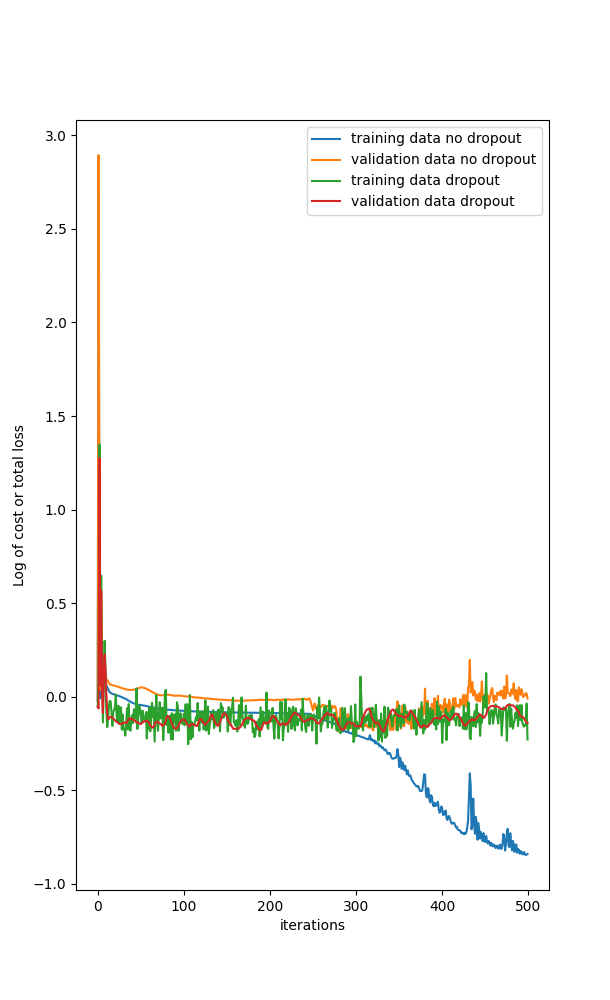 training data no dropout
validation data no dropout
training data dropout
validation data dropout
3.0
2.5
2.0
1.5
1.0
0.5
0.0
−0.5
−1.0
Log of cost or total loss
0 100 200 300 400 500
iterations